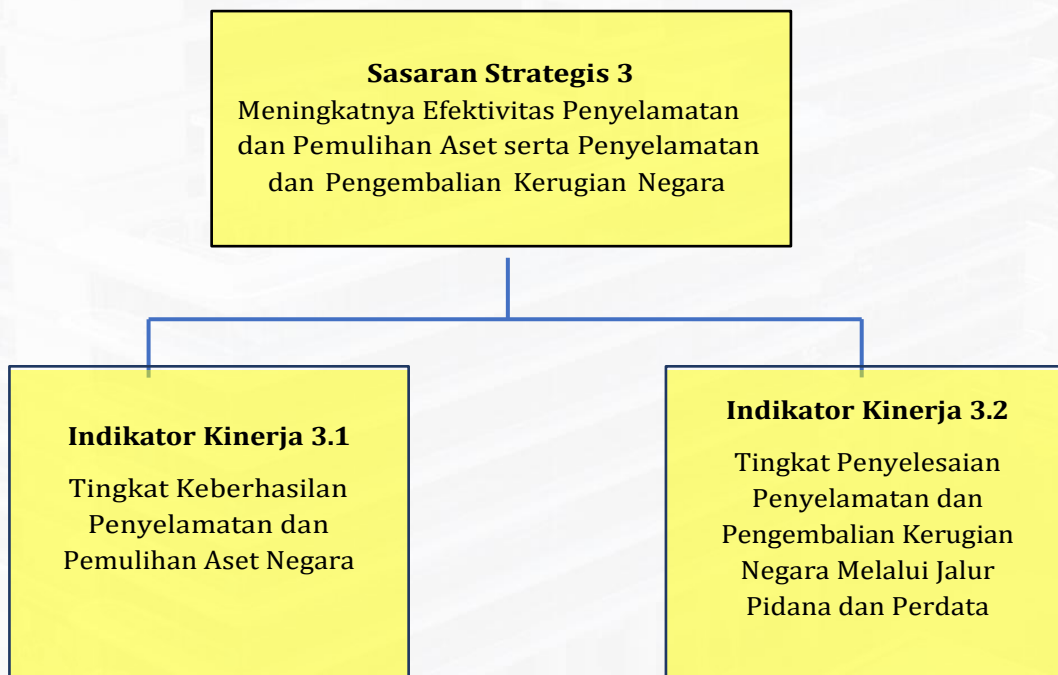 Sasaran Strategis 3
Meningkatnya Efektivitas Penyelamatan
dan Pemulihan Aset serta Penyelamatan
dan Pengembalian Kerugian Negara
Indikator Kinerja 3.1
Tingkat Keberhasilan
Penyelamatan dan
Pemulihan Aset Negara
Indikator Kinerja 3.2
Tingkat Penyelesaian
Penyelamatan dan
Pengembalian Kerugian
Negara Melalui Jalur
Pidana dan Perdata